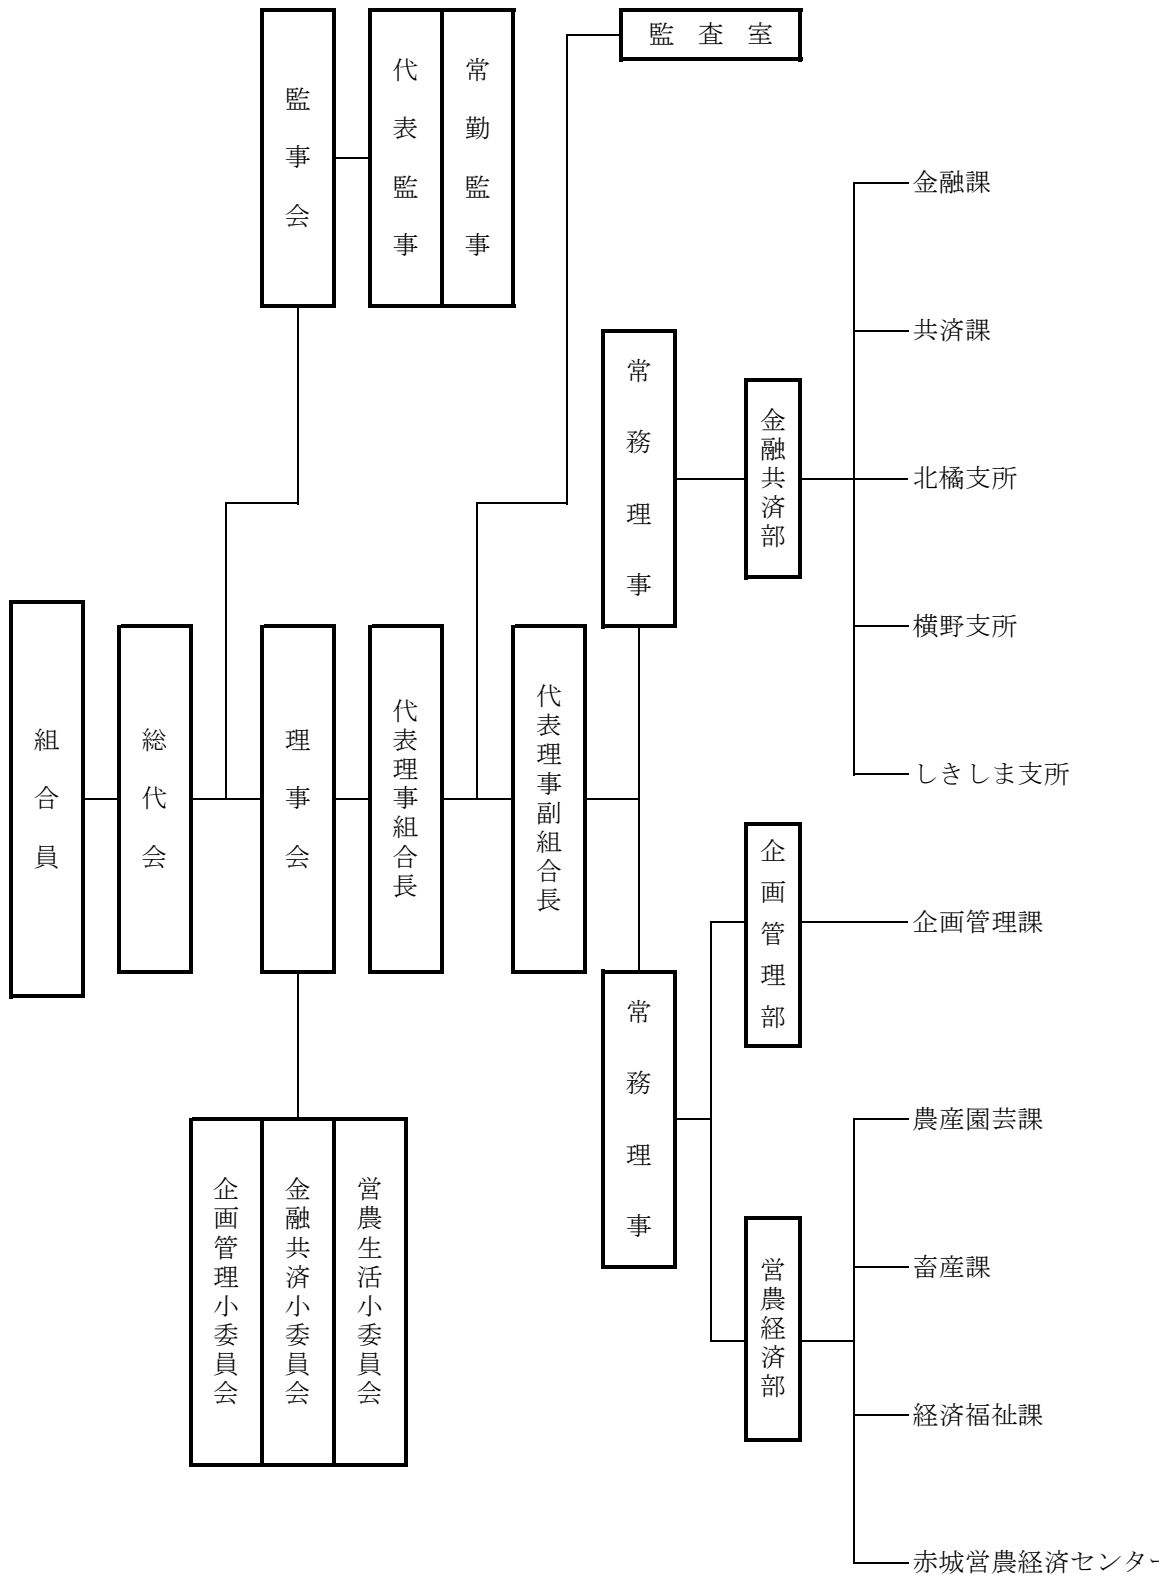 監査室
監事会
代表監事
常勤監事
金融課
共済課
常務理事
金融共済部
北橘支所
横野支所
しきしま支所
組合員
総代会
理事会
代表理事組合長
代表理事副組合長
企画管理部
企画管理課
常務理事
農産園芸課
畜産課
営農経済部
経済福祉課
赤城営農経済センター
企画管理小委員会
金融共済小委員会
営農生活小委員会